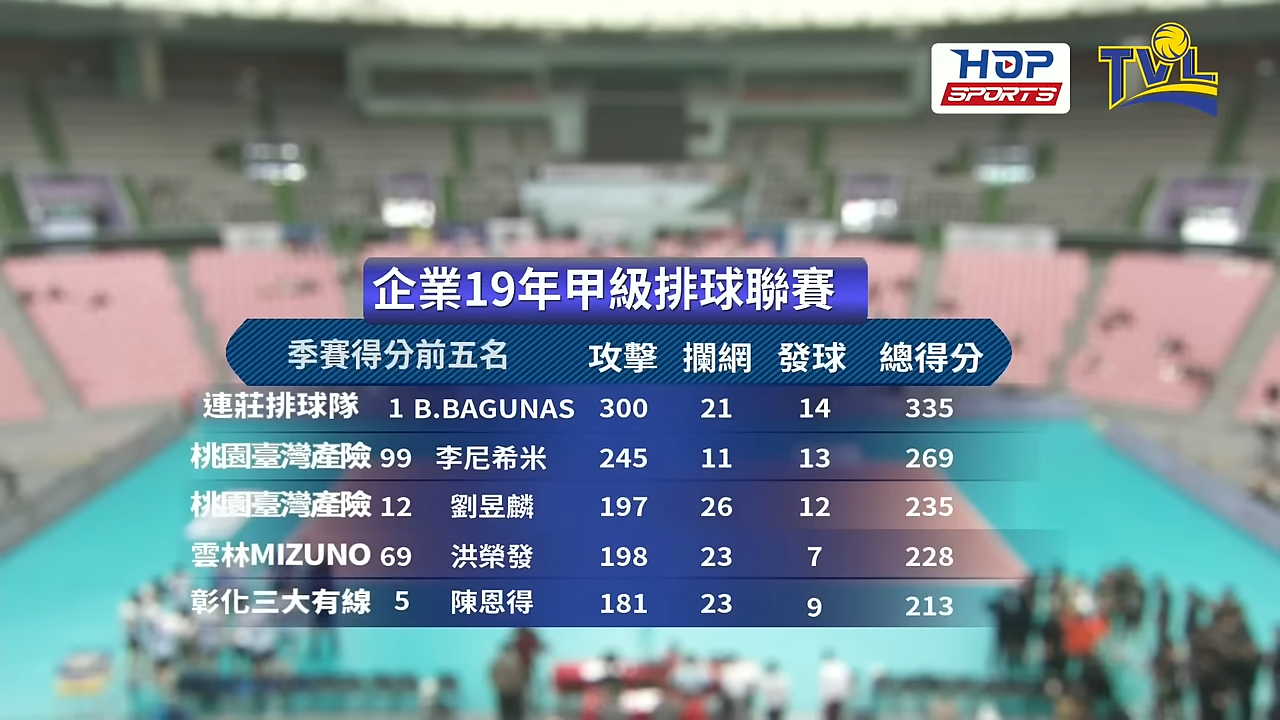 HOP
SPORTS
TVL
企業19年甲級排球聯賽
季賽得分前五名 攻擊 攔網 發球 總得分
連莊排球隊 1 B.BAGUNAS 300 21 14 335
桃園臺灣產險 99 李尼希米 245 11 13 269
桃園臺灣產險 12 劉昱麟 197 26 12 235
雲林MIZUNO 69 洪榮發 198 23 7 228
彰化三大有線 5 陳恩得 181 23 9 213